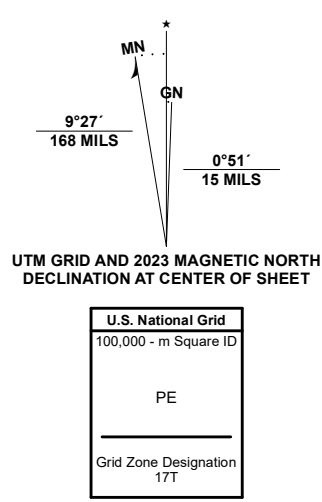 ★
MN
GN
9°27´
168 MILS
0°51´
15 MILS
UTM GRID AND 2023 MAGNETIC NORTH
DECLINATION AT CENTER OF SHEET
U.S. National Grid
100,000 - m Square ID
PE
Grid Zone Designation
17T